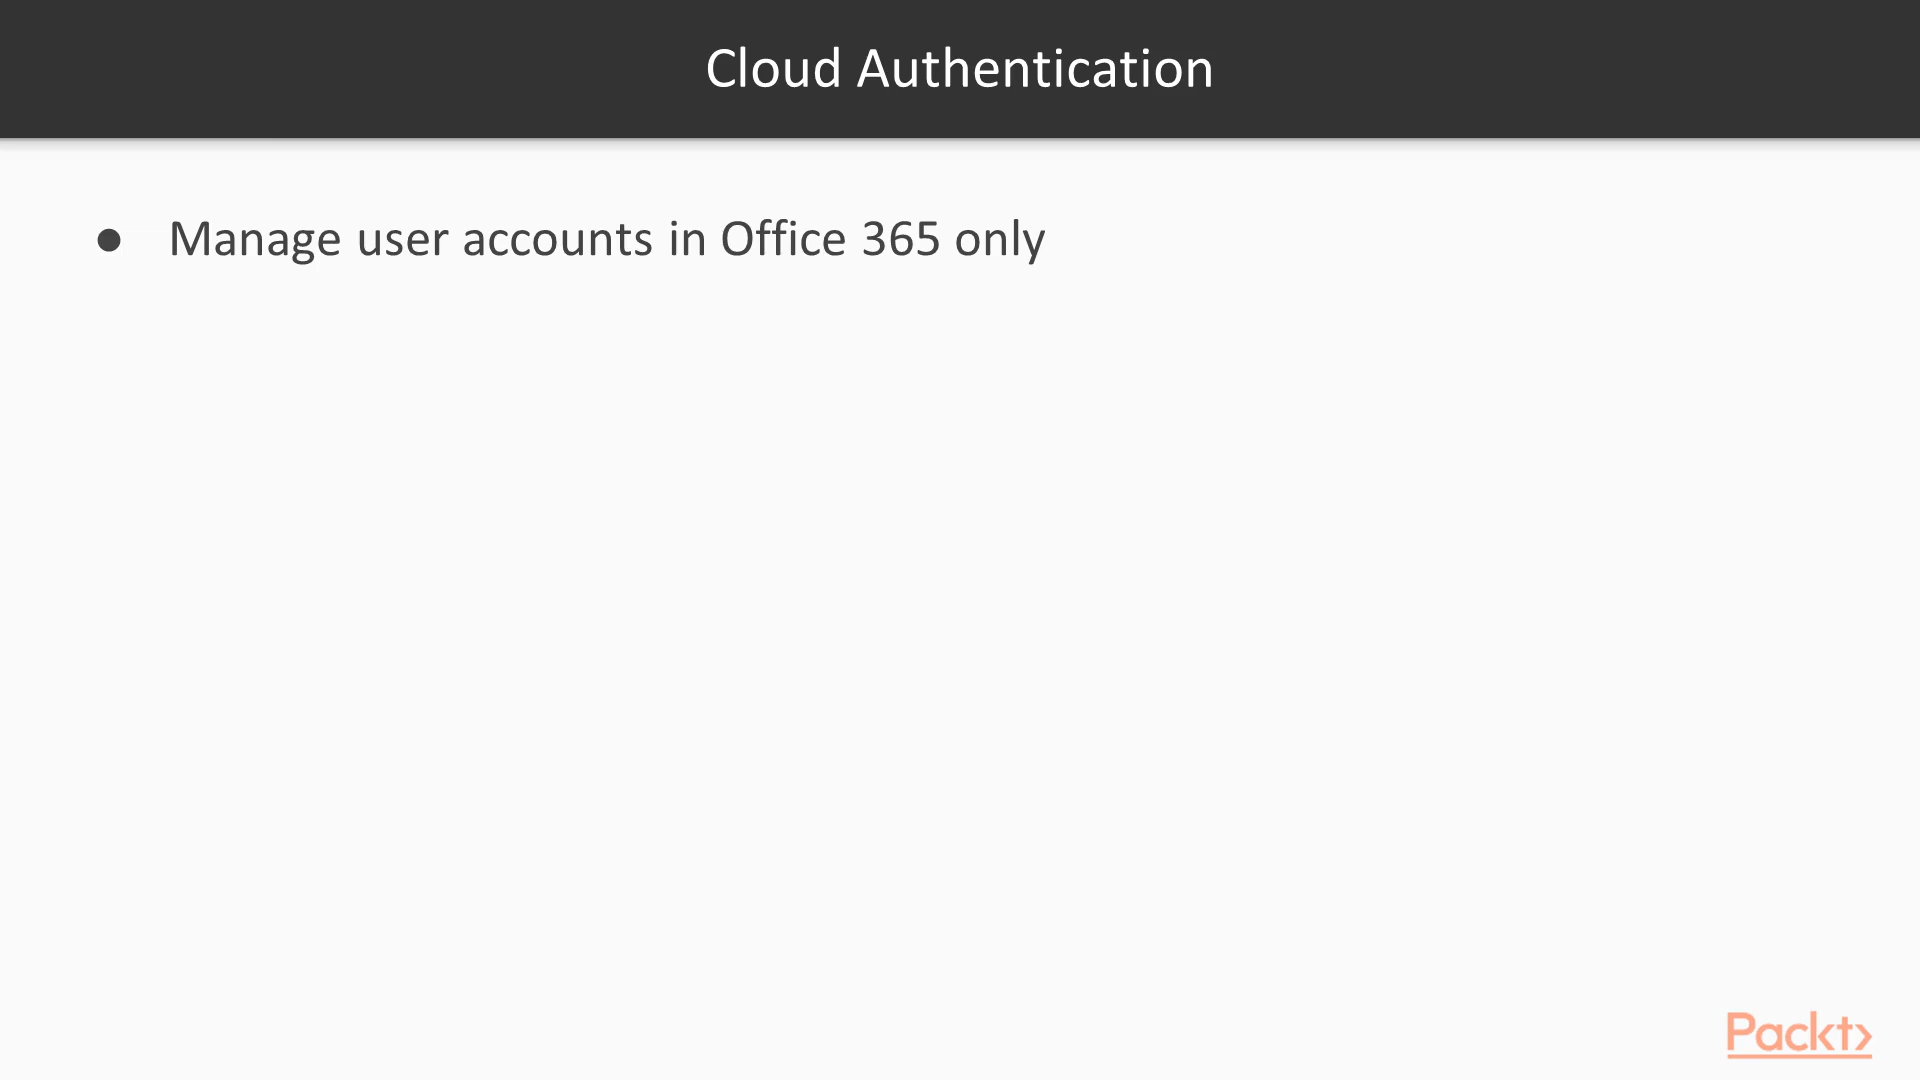 Cloud Authentication
● Manage user accounts in Office 365 only
Packt>